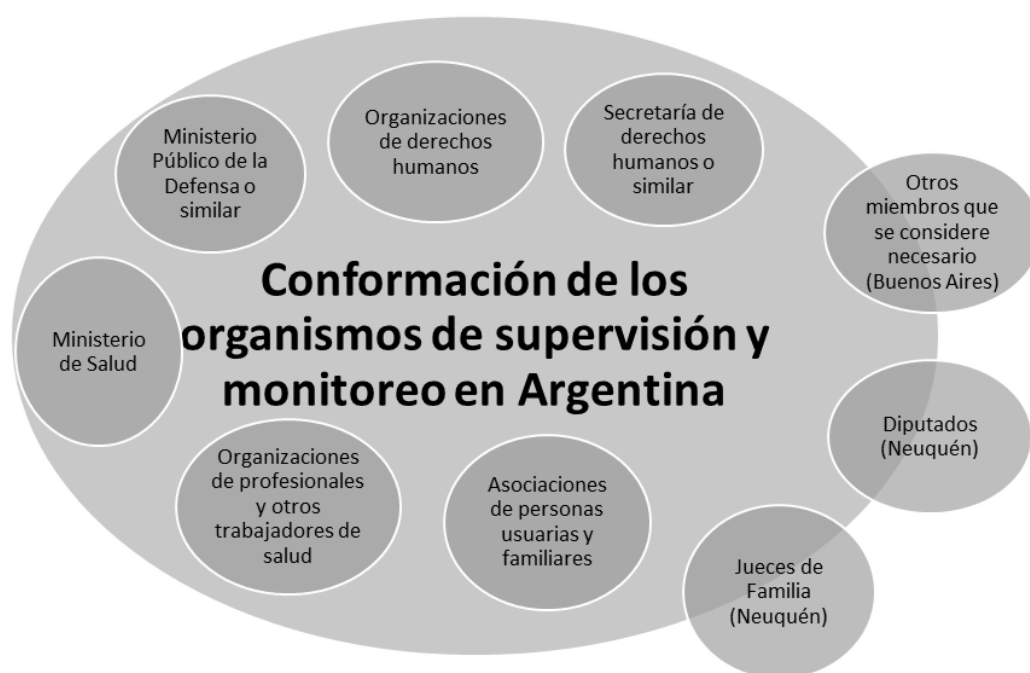 Ministerio
Público de la
Defensa o
similar
Organizaciones
de derechos
humanos
Secretaría de
derechos
humanos o
similar
Otros
miembros que
se considere
necesario
(Buenos Aires)
Conformación de los
organismos de supervisión y
monitoreo en Argentina
Ministerio
de Salud
Diputados
(Neuquén)
Organizaciones
de profesionales
y otros
trabajadores de
salud
Asociaciones
de personas
usuarias y
familiares
Jueces de
Familia
(Neuquén)